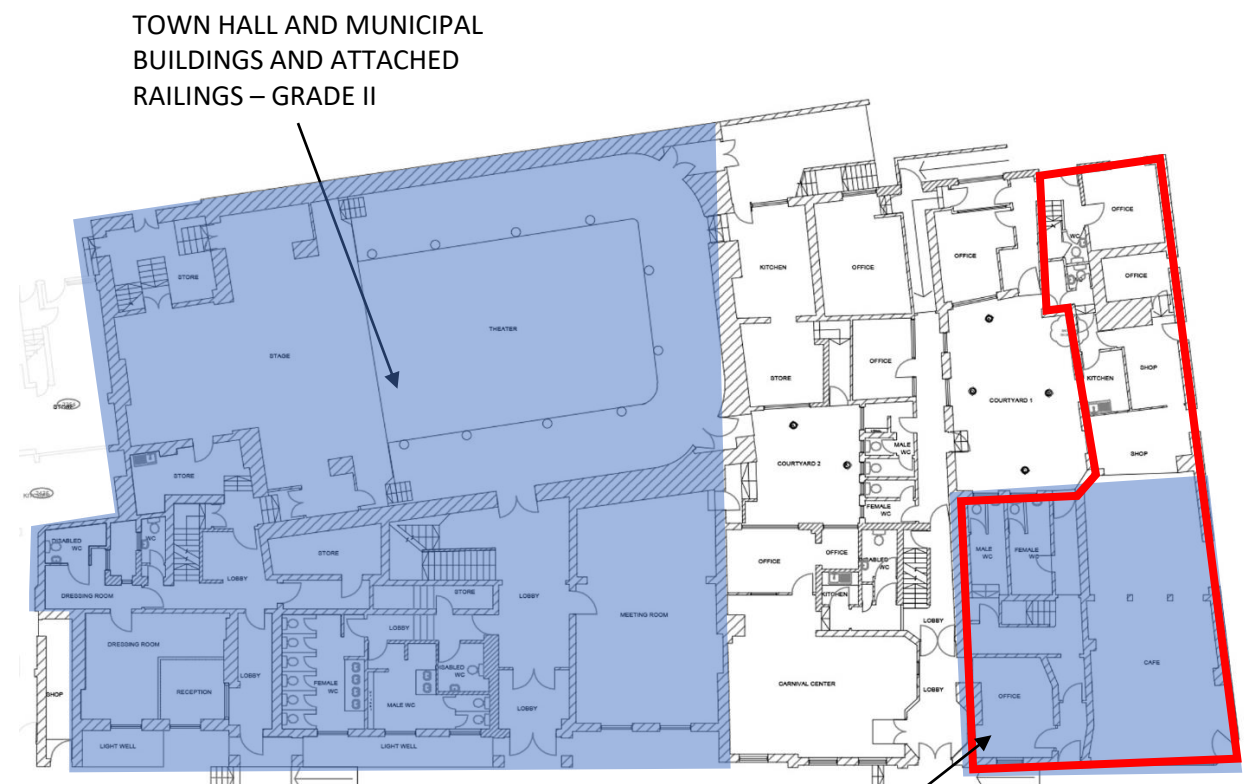 TOWN HALL AND MUNICIPAL
BUILDINGS AND ATTACHED
RAILINGS – GRADE II
OFFICE
WC
OFFICE
OFFICE
KITCHEN
OFFICE
STORE
THEATER
STAGE
OFFICE
STORE
KITCHEN
SHOP
COURTYARD 1
STORE
MALE
WC
SHOP
COURTYARD 2
STORE
FEMALE
WC
DISABLED
WC
WC
STORE
OFFICE
OFFICE
DISABLED
WC
MALE
WC
FEMALE
WC
LOBBY
DRESSING ROOM
STORE
LOBBY
KITCHEN
MEETING ROOM
LOBBY
LOBBY
CAFE
DRESSING ROOM
LOBBY
DISABLED
WC
SHOP
RECEPTION
FEMALE
WC
MALE WC
LOBBY
CARNIVAL CENTER
LOBBY
OFFICE
LIGHT WELL
LIGHT WELL